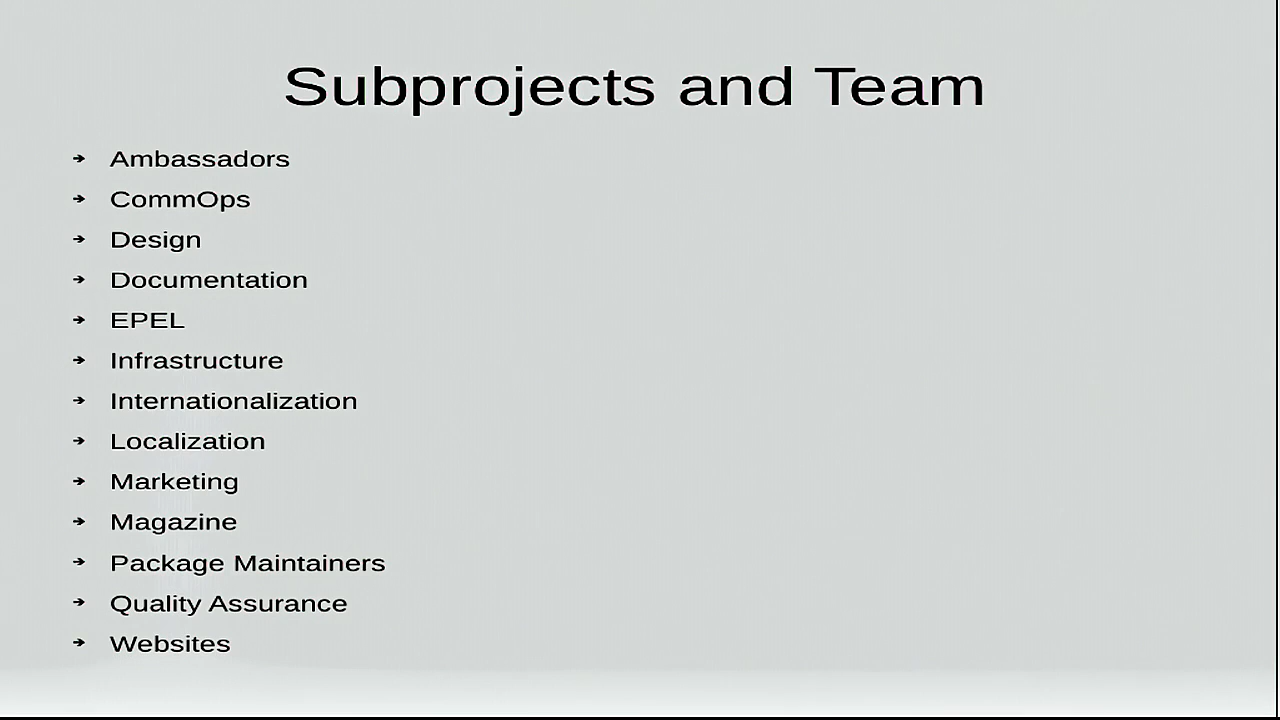 Subprojects and Team
Ambassadors
CommOps
Design
Documentation
EPEL
Infrastructure
Internationalization
Localization
Marketing
Magazine
Package Maintainers
Quality Assurance
Websites